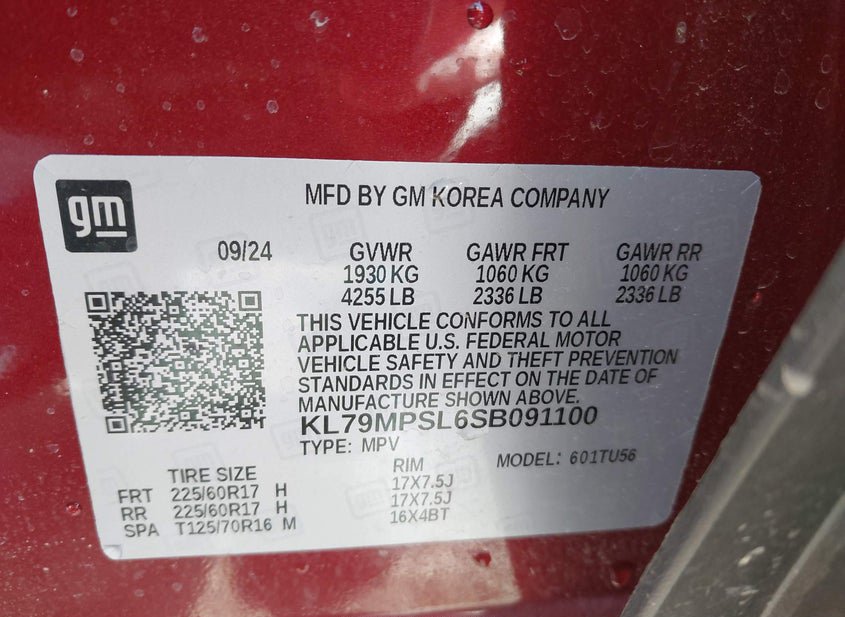 gm
MFD BY GM KOREA COMPANY
09/24 GVWR GAWR FRT GAWR RR
1930 KG 1060 KG 1060 KG
4255 LB 2336 LB 2336 LB
THIS VEHICLE CONFORMS TO ALL
APPLICABLE U.S. FEDERAL MOTOR
VEHICLE SAFETY AND THEFT PREVENTION
STANDARDS IN EFFECT ON THE DATE OF
MANUFACTURE SHOWN ABOVE.
KL79MPSL6SB091100
TYPE: MPV MODEL: 601TU56
TIRE SIZE RIM
FRT 225/60R17 H 17X7.5J
RR 225/60R17 H 17X7.5J
SPA T125/70R16 M 16X4BT